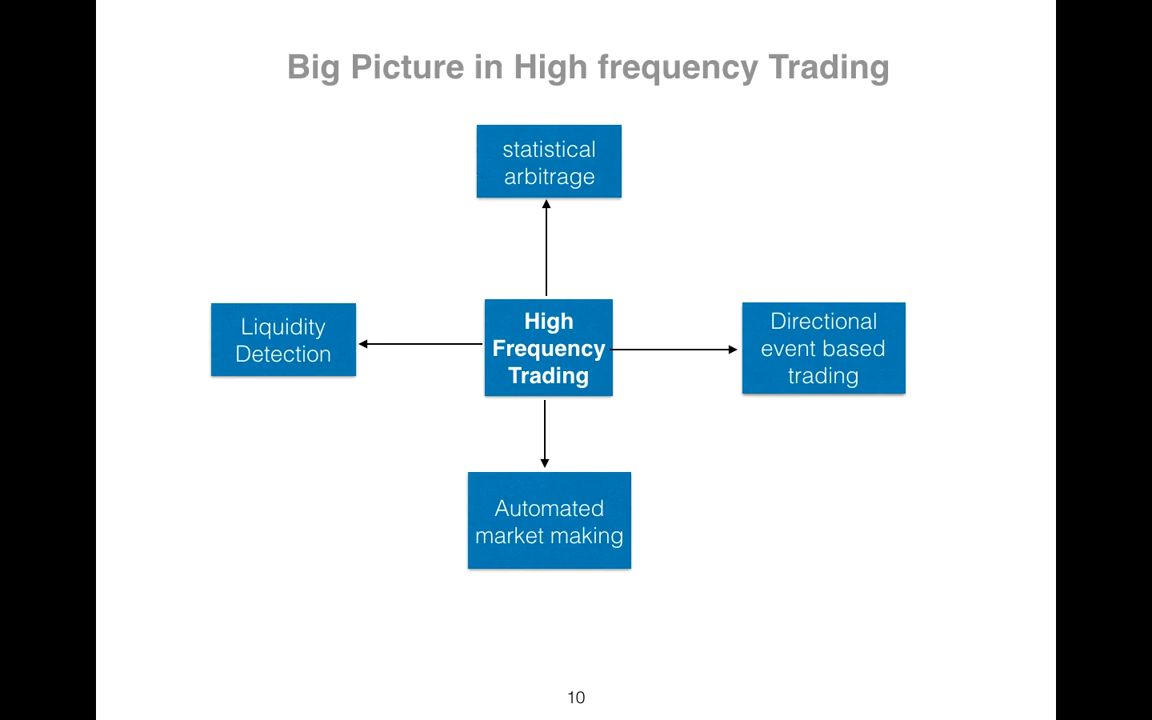 Big Picture in High frequency Trading
statistical
arbitrage
Liquidity
Detection
High
Frequency
Trading
Directional
event based
trading
Automated
market making
10